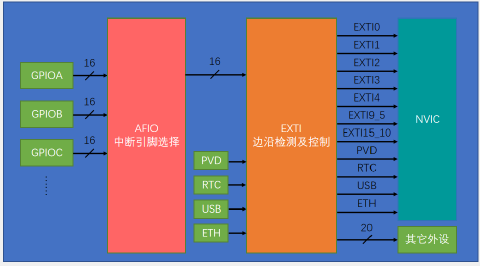 GPIOA
16
GPIOB
16
GPIOC
16
AFIO
中断引脚选择
16
PVD
RTC
USB
ETH
EXTI
边沿检测及控制
EXTI0
EXTI1
EXTI2
EXTI3
EXTI4
EXTI9_5
EXTI15_10
PVD
RTC
USB
ETH
20
NVIC
其它外设